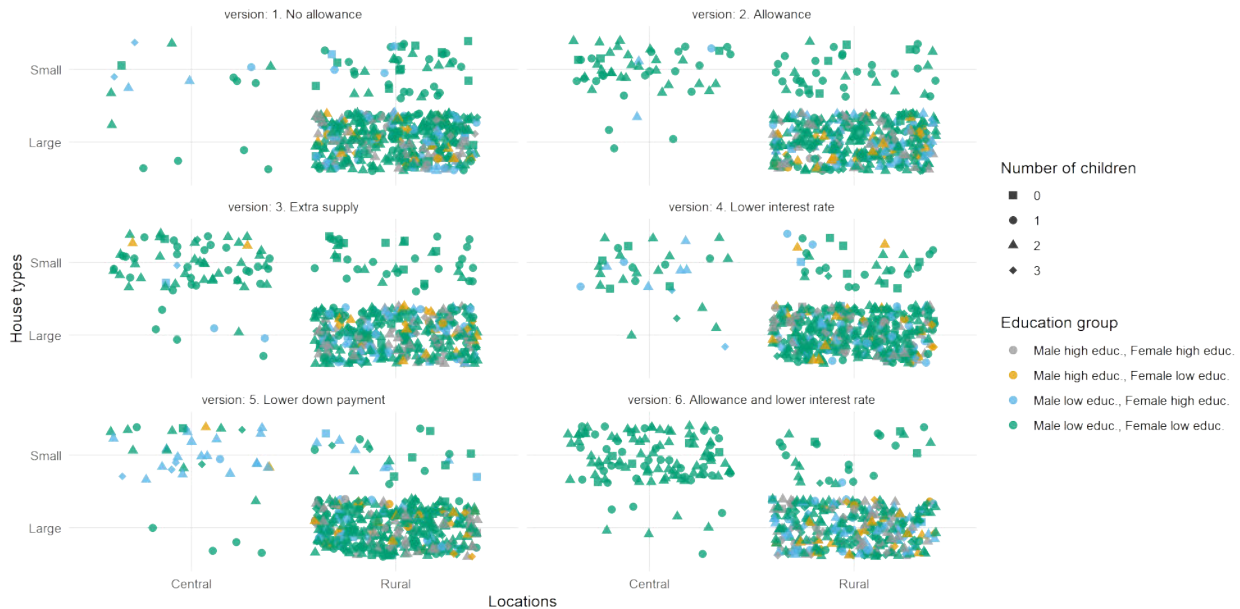 version: 1. No allowance
version: 2. Allowance
Small
Large
version: 3. Extra supply
version: 4. Lower interest rate
Small
Large
version: 5. Lower down payment
version: 6. Allowance and lower interest rate
Small
Large
Central
Rural
Central
Rural
House types
Locations
Number of children
0
1
2
3
Education group
Male high educ., Female high educ.
Male high educ., Female low educ.
Male low educ., Female high educ.
Male low educ., Female low educ.